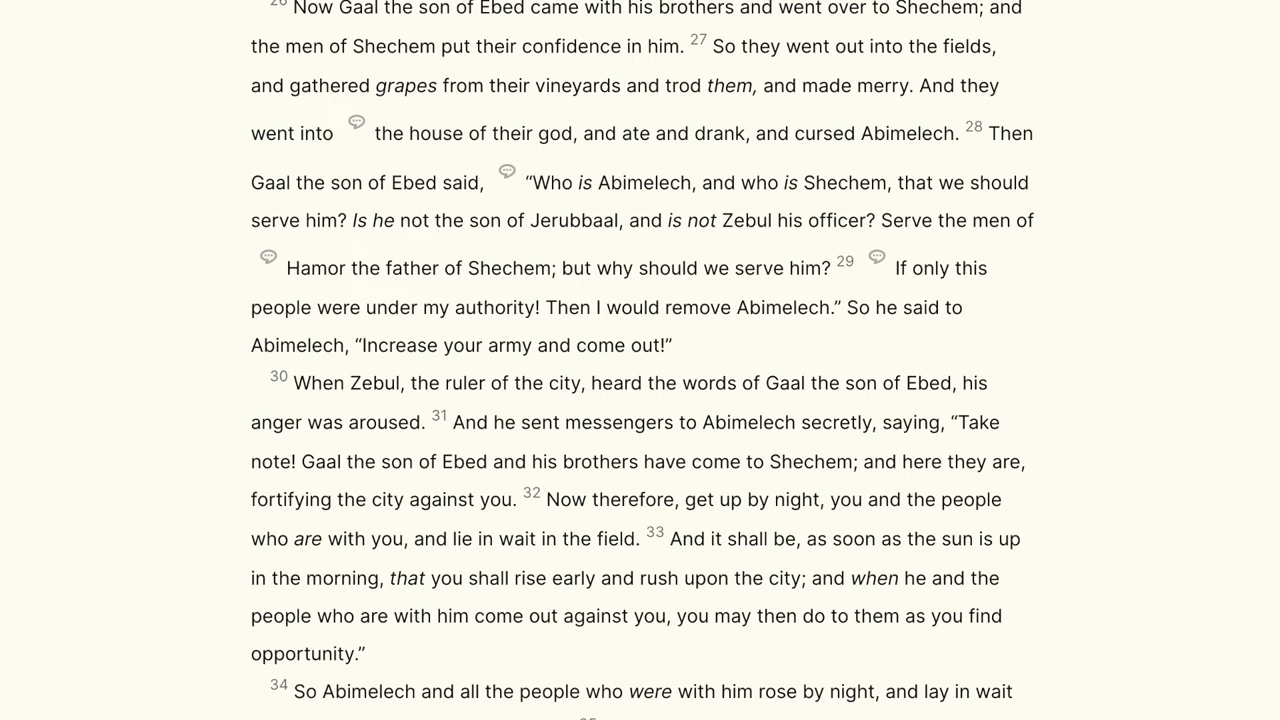 26 Now Gaal the son of Ebed came with his brothers and went over to Shechem; and
the men of Shechem put their confidence in him. 27 So they went out into the fields,
and gathered grapes from their vineyards and trod them, and made merry. And they
went into the house of their god, and ate and drank, and cursed Abimelech. 28 Then
Gaal the son of Ebed said, “Who is Abimelech, and who is Shechem, that we should
serve him? Is he not the son of Jerubbaal, and is not Zebul his officer? Serve the men of
Hamor the father of Shechem; but why should we serve him? 29 If only this
people were under my authority! Then I would remove Abimelech.” So he said to
Abimelech, “Increase your army and come out!”
30 When Zebul, the ruler of the city, heard the words of Gaal the son of Ebed, his
anger was aroused. 31 And he sent messengers to Abimelech secretly, saying, “Take
note! Gaal the son of Ebed and his brothers have come to Shechem; and here they are,
fortifying the city against you. 32 Now therefore, get up by night, you and the people
who are with you, and lie in wait in the field. 33 And it shall be, as soon as the sun is up
in the morning, that you shall rise early and rush upon the city; and when he and the
people who are with him come out against you, you may then do to them as you find
opportunity.”
34 So Abimelech and all the people who were with him rose by night, and lay in wait